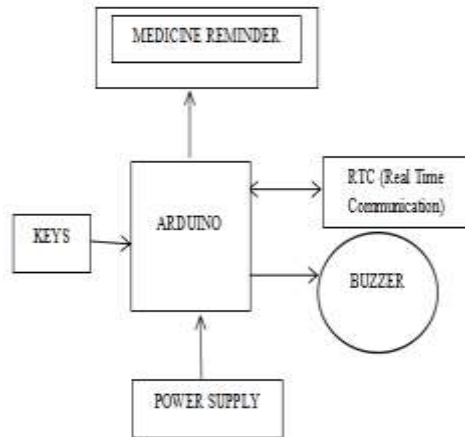 MEDICINE REMINDER
RTC (Real Time
Communication)
KEYS
ARDUINO
BUZZER
POWER SUPPLY